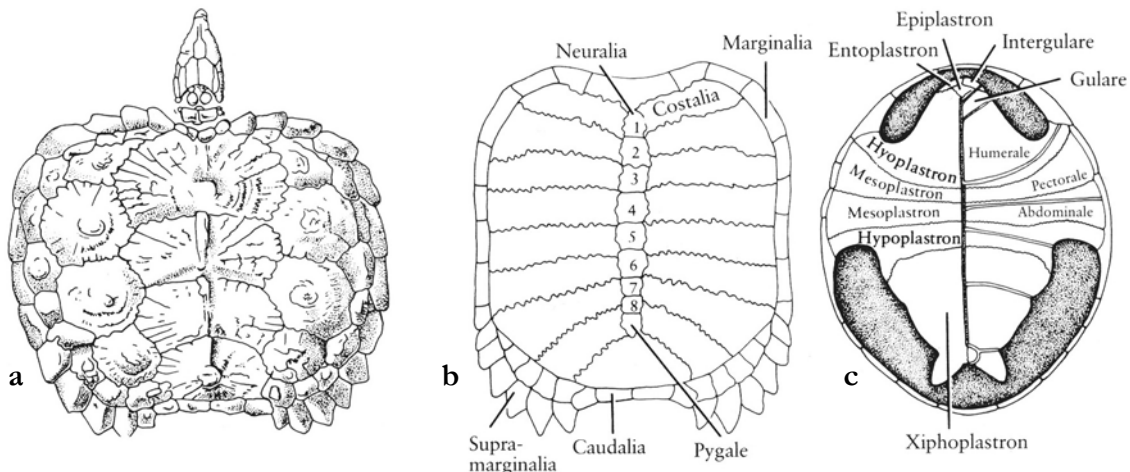 a
Neuralia
Marginalia
Costalia
1
2
3
4
5
6
7
8
b
Supra-
marginalia
Caudalia
Pygale
Epiplastron
Entoplastron
Intergulare
Gulare
Hyoplastron
Humerale
Mesoplastron
Pectorale
Mesoplastron
Abdominale
Hypoplastron
c
Xiphoplastron